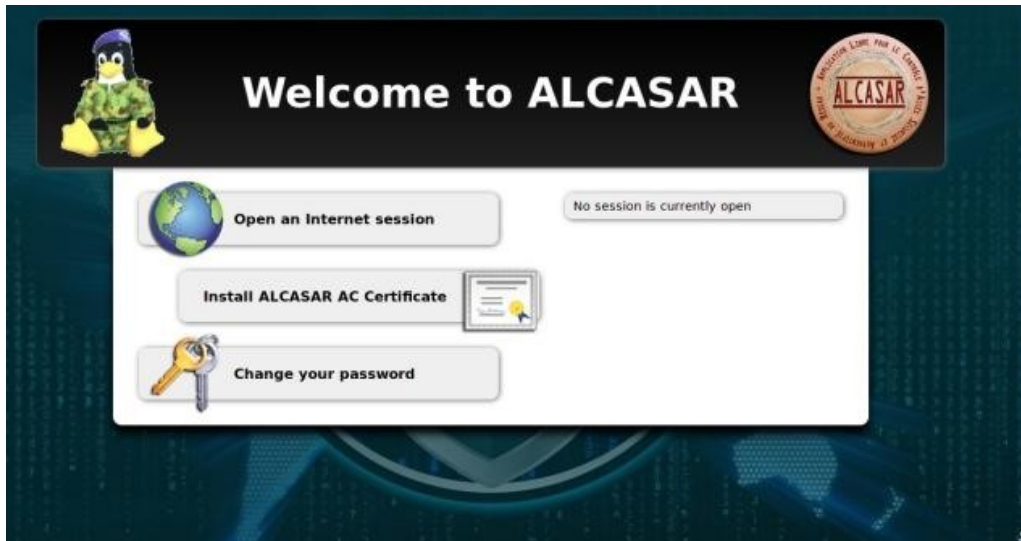 Welcome to ALCASAR
ALCASAR
Open an Internet session
No session is currently open
Install ALCASAR AC Certificate
Change your password